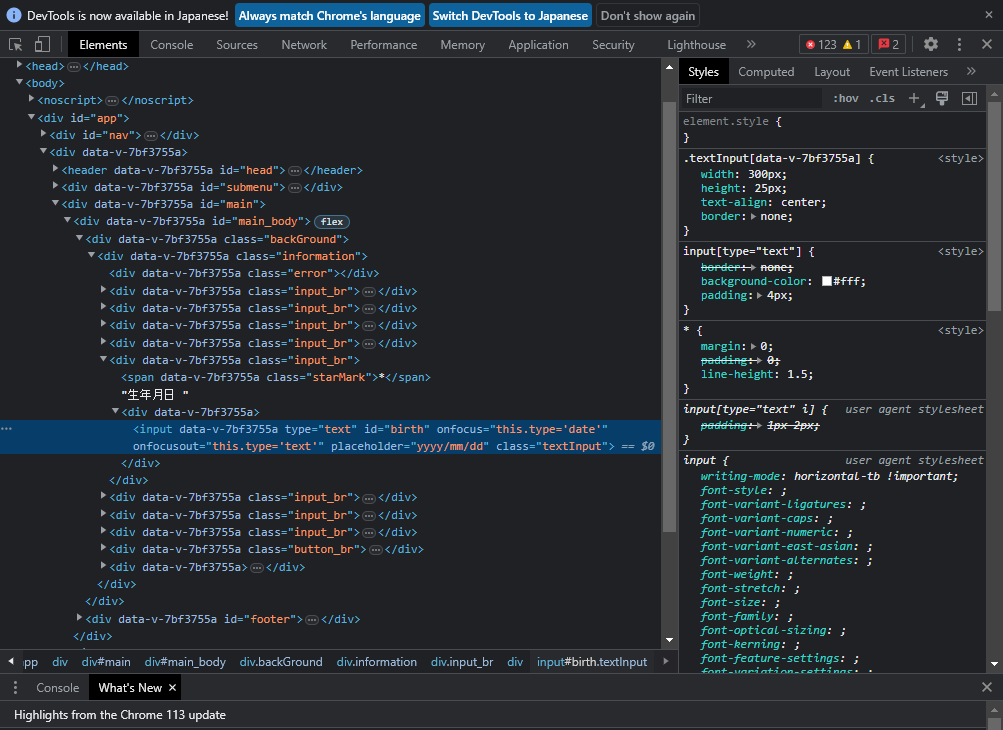 DevTools is now available in Japanese! Always match Chrome's language Switch DevTools to Japanese Don't show again
Elements Console Sources Network Performance Memory Application Security Lighthouse 123 1 2
<head> </head>
<body>
<noscript> </noscript>
<div id="app">
<div id="nav"> </div>
<div data-v-7bf3755a>
<header data-v-7bf3755a id="head"> </header>
<div data-v-7bf3755a id="submenu"> </div>
<div data-v-7bf3755a id="main">
<div data-v-7bf3755a id="main_body"> flex
<div data-v-7bf3755a class="backGround">
<div data-v-7bf3755a class="information">
<div data-v-7bf3755a class="error"></div>
<div data-v-7bf3755a class="input_br"> </div>
<div data-v-7bf3755a class="input_br"> </div>
<div data-v-7bf3755a class="input_br"> </div>
<div data-v-7bf3755a class="input_br"> </div>
<div data-v-7bf3755a class="input_br">
<span data-v-7bf3755a class="starMark">*</span>
"生年月日 "
<div data-v-7bf3755a>
<input data-v-7bf3755a type="text" id="birth" onfocus="this.type='date'"
onfocusout="this.type='text'" placeholder="yyyy/mm/dd" class="textInput"> == $0
</div>
</div>
<div data-v-7bf3755a class="input_br"> </div>
<div data-v-7bf3755a class="input_br"> </div>
<div data-v-7bf3755a class="input_br"> </div>
<div data-v-7bf3755a class="button_br"> </div>
<div data-v-7bf3755a> </div>
</div>
</div>
<div data-v-7bf3755a id="footer"> </div>
</div>
div div#main div#main_body div.backGround div.information div.input_br div input#birth.textInput
Styles Computed Layout Event Listeners
Filter :hov .cls
element.style {
}
.textInput[data-v-7bf3755a] { <style>
width: 300px;
height: 25px;
text-align: center;
border: none;
}
input[type="text"] { <style>
border: none;
background-color: #fff;
padding: 4px;
}
* { <style>
margin: 0;
padding: 0;
line-height: 1.5;
}
input[type="text" i] { user agent stylesheet
padding: 1px 2px;
}
input { user agent stylesheet
writing-mode: horizontal-tb !important;
font-style: ;
font-variant-ligatures: ;
font-variant-caps: ;
font-variant-numeric: ;
font-variant-east-asian: ;
font-variant-alternates: ;
font-weight: ;
font-stretch: ;
font-size: ;
font-family: ;
font-optical-sizing: ;
font-kerning: ;
font-feature-settings: ;
font-variation-settings: ;
Console What's New
Highlights from the Chrome 113 update